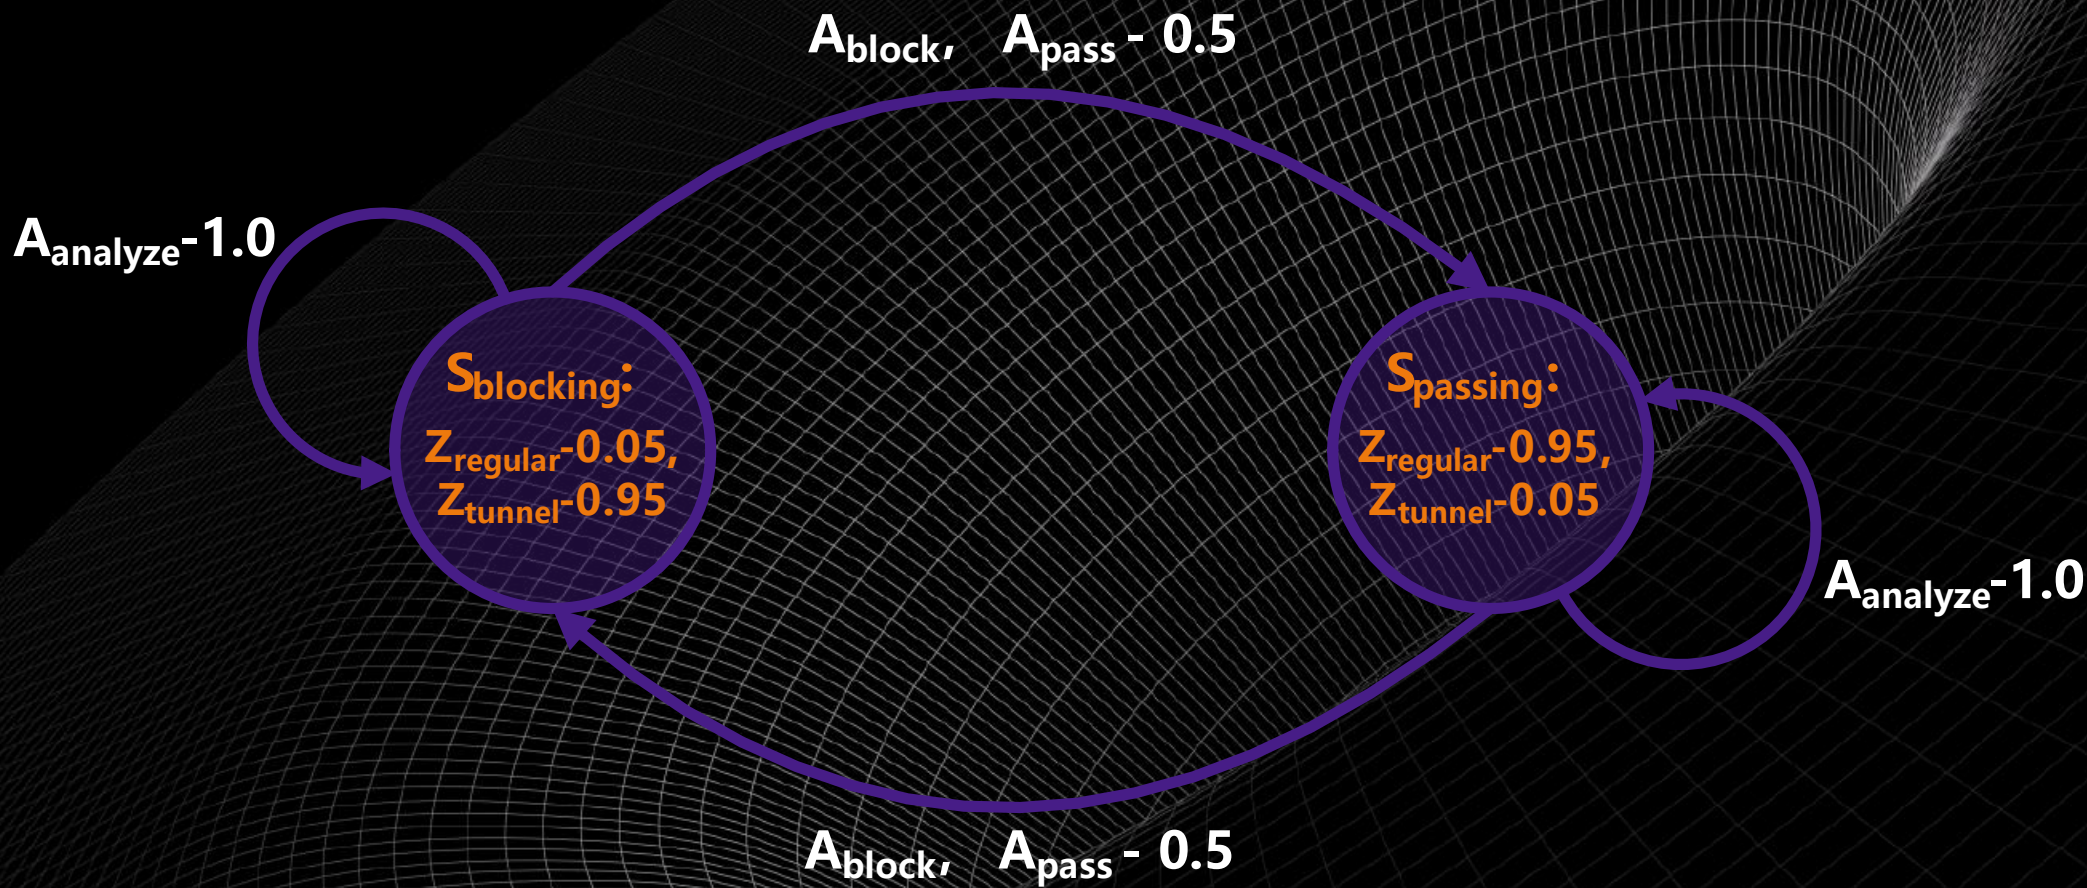 Ablock, Apass - 0.5
Aanalyze-1.0
Sblocking:
Zregular-0.05,
Ztunnel-0.95
Spassing:
Zregular-0.95,
Ztunnel-0.05
Aanalyze-1.0
Ablock, Apass - 0.5